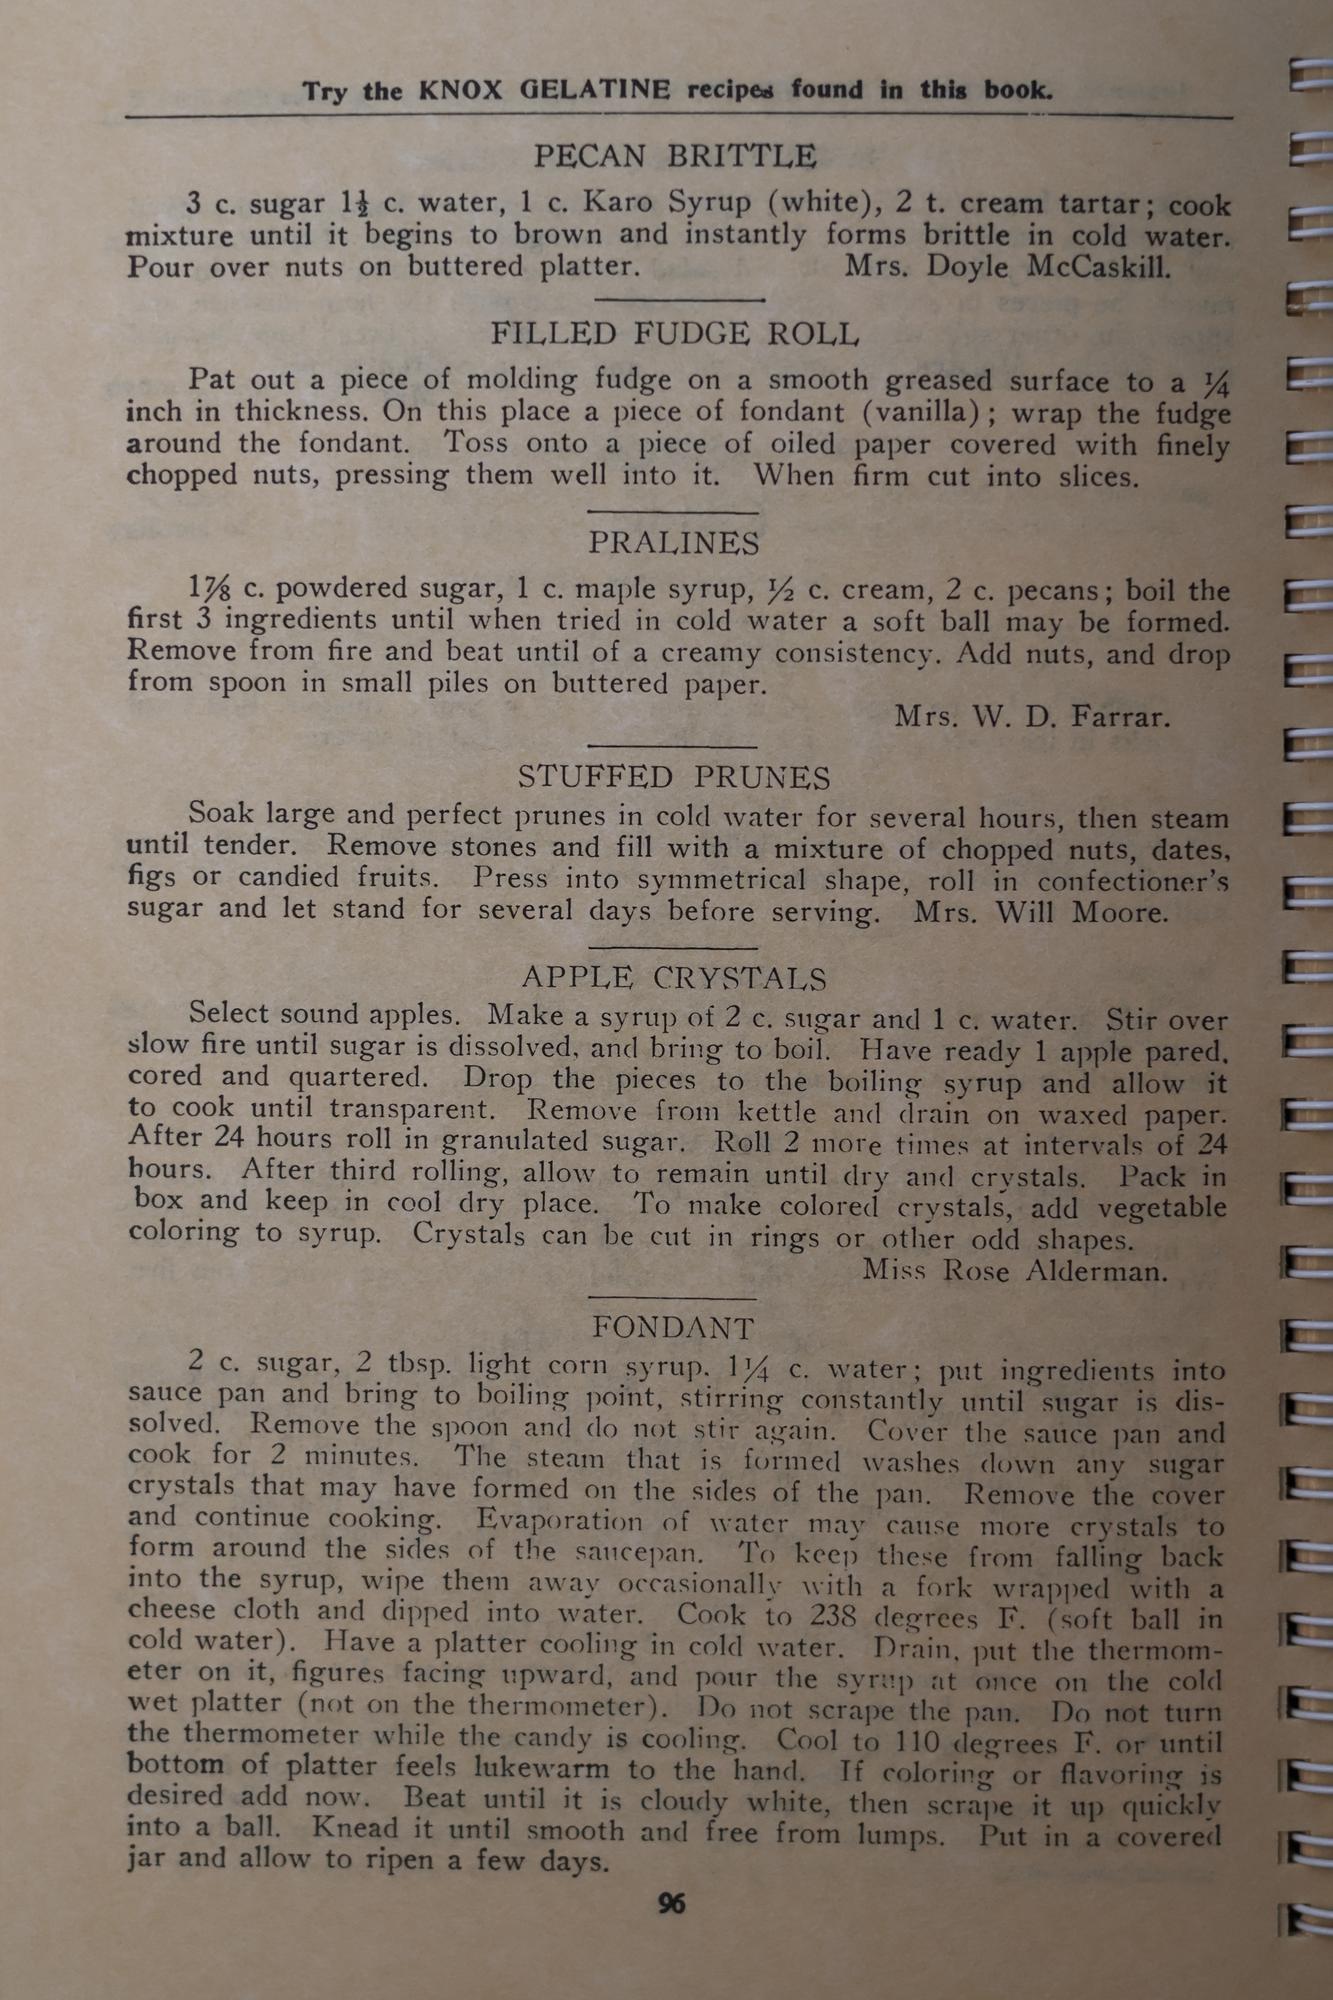 Try the KNOX GELATINE recipes found in this book.
PECAN BRITTLE
3 c. sugar 1½ c. water, 1 c. Karo Syrup (white), 2 t. cream tartar; cook
mixture until it begins to brown and instantly forms brittle in cold water.
Pour over nuts on buttered platter. Mrs. Doyle McCaskill.
FILLED FUDGE ROLL
Pat out a piece of molding fudge on a smooth greased surface to a ¼
inch in thickness. On this place a piece of fondant (vanilla); wrap the fudge
around the fondant. Toss onto a piece of oiled paper covered with finely
chopped nuts, pressing them well into it. When firm cut into slices.
PRALINES
1⅞ c. powdered sugar, 1 c. maple syrup, ½ c. cream, 2 c. pecans; boil the
first 3 ingredients until when tried in cold water a soft ball may be formed.
Remove from fire and beat until of a creamy consistency. Add nuts, and drop
from spoon in small piles on buttered paper.
Mrs. W. D. Farrar.
STUFFED PRUNES
Soak large and perfect prunes in cold water for several hours, then steam
until tender. Remove stones and fill with a mixture of chopped nuts, dates,
figs or candied fruits. Press into symmetrical shape, roll in confectioner's
sugar and let stand for several days before serving. Mrs. Will Moore.
APPLE CRYSTALS
Select sound apples. Make a syrup of 2 c. sugar and 1 c. water. Stir over
slow fire until sugar is dissolved, and bring to boil. Have ready 1 apple pared,
cored and quartered. Drop the pieces to the boiling syrup and allow it
to cook until transparent. Remove from kettle and drain on waxed paper.
After 24 hours roll in granulated sugar. Roll 2 more times at intervals of 24
hours. After third rolling, allow to remain until dry and crystals. Pack in
box and keep in cool dry place. To make colored crystals, add vegetable
coloring to syrup. Crystals can be cut in rings or other odd shapes.
Miss Rose Alderman.
FONDANT
2 c. sugar, 2 tbsp. light corn syrup. 1¼ c. water; put ingredients into
sauce pan and bring to boiling point, stirring constantly until sugar is dis-
solved. Remove the spoon and do not stir again. Cover the sauce pan and
cook for 2 minutes. The steam that is formed washes down any sugar
crystals that may have formed on the sides of the pan. Remove the cover
and continue cooking. Evaporation of water may cause more crystals to
form around the sides of the saucepan. To keep these from falling back
into the syrup, wipe them away occasionally with a fork wrapped with a
cheese cloth and dipped into water. Cook to 238 degrees F. (soft ball in
cold water). Have a platter cooling in cold water. Drain, put the thermom-
eter on it, figures facing upward, and pour the syrup at once on the cold
wet platter (not on the thermometer). Do not scrape the pan. Do not turn
the thermometer while the candy is cooling. Cool to 110 degrees F. or until
bottom of platter feels lukewarm to the hand. If coloring or flavoring is
desired add now. Beat until it is cloudy white, then scrape it up quickly
into a ball. Knead it until smooth and free from lumps. Put in a covered
jar and allow to ripen a few days.
96